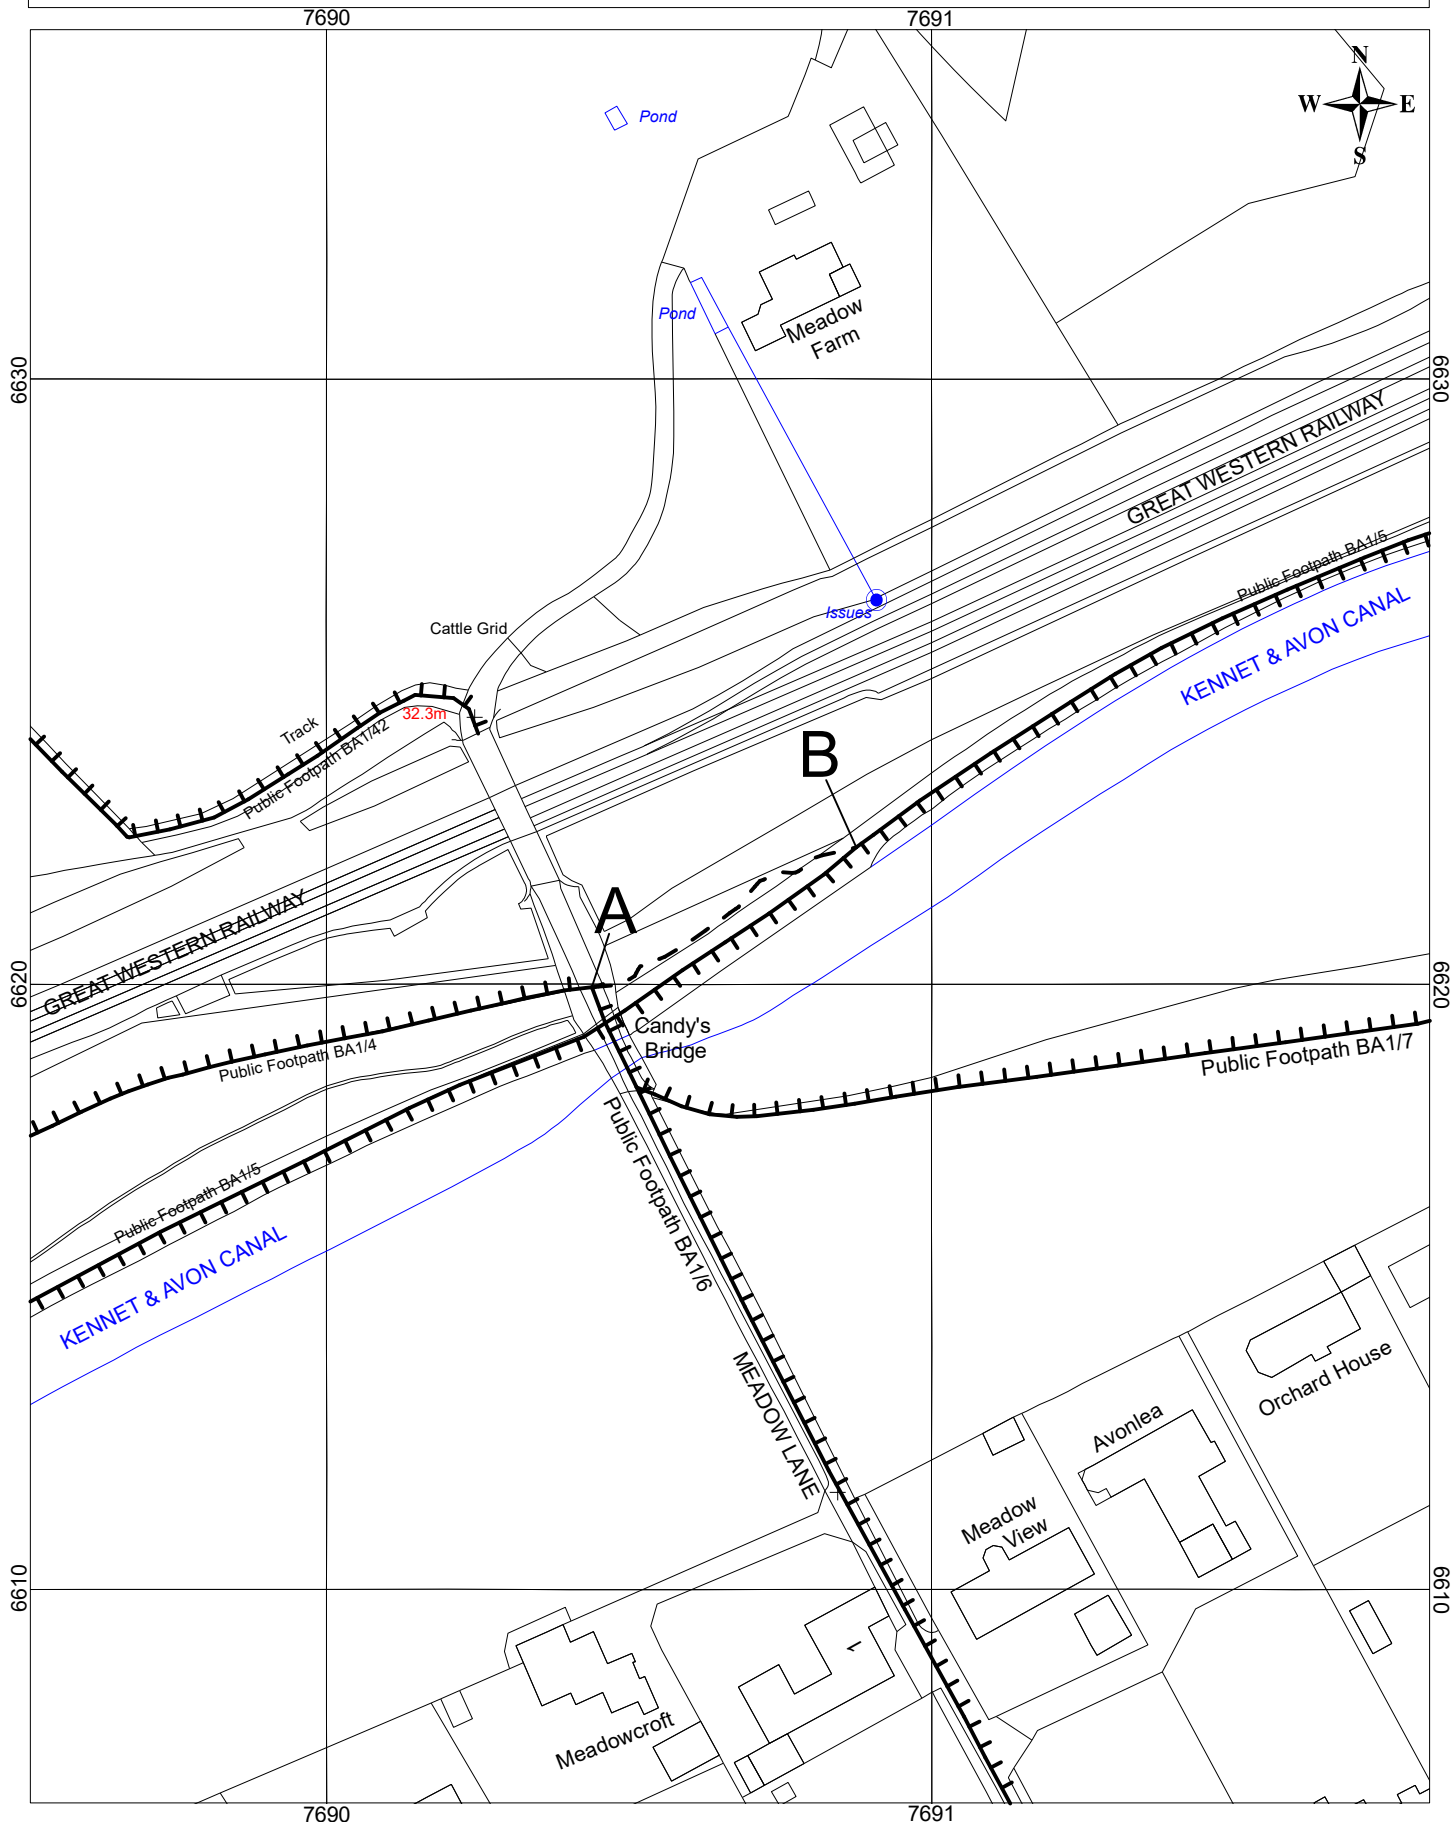 7690
7691
N
W
E
S
Pond
Pond
Meadow
Farm
6630
6630
GREAT WESTERN RAILWAY
Public Footpath BA1/5
Issues
KENNET & AVON CANAL
Cattle Grid
32.3m
Track
Public Footpath BA1/42
B
A
GREAT WESTERN RAILWAY
6620
6620
Candy's
Bridge
Public Footpath BA1/4
Public Footpath BA1/7
Public Footpath BA1/5
Public Footpath BA1/6
KENNET & AVON CANAL
MEADOW LANE
Orchard House
Avonlea
Meadow
View
6610
6610
1
Meadowcroft
7690
7691